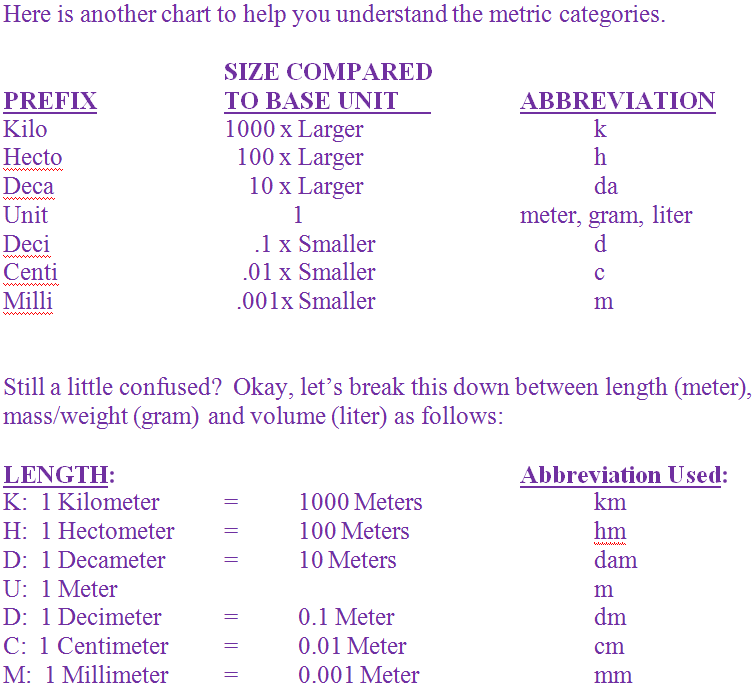 Here is another chart to help you understand the metric categories.
SIZE COMPARED
PREFIX TO BASE UNIT ABBREVIATION
Kilo 1000 x Larger k
Hecto 100 x Larger h
Deca 10 x Larger da
Unit 1 meter, gram, liter
Deci .1 x Smaller d
Centi .01 x Smaller c
Milli .001x Smaller m
Still a little confused? Okay, let’s break this down between length (meter),
mass/weight (gram) and volume (liter) as follows:
LENGTH: Abbreviation Used:
K: 1 Kilometer = 1000 Meters km
H: 1 Hectometer = 100 Meters hm
D: 1 Decameter = 10 Meters dam
U: 1 Meter m
D: 1 Decimeter = 0.1 Meter dm
C: 1 Centimeter = 0.01 Meter cm
M: 1 Millimeter = 0.001 Meter mm